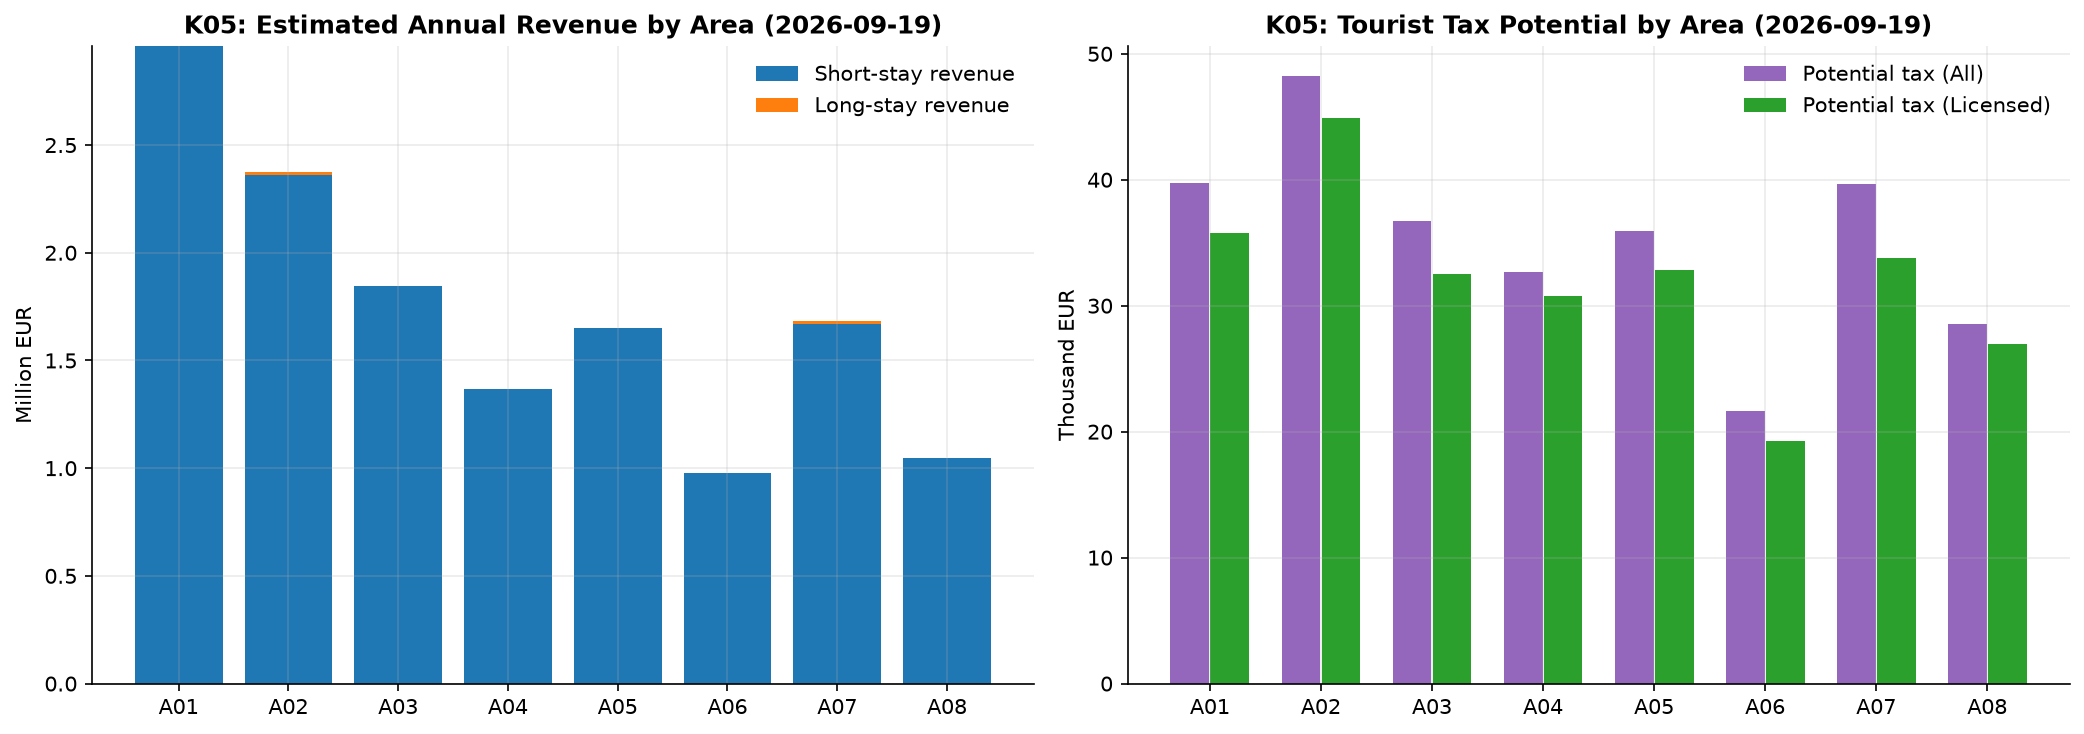 K05: Estimated Annual Revenue by Area (2026-09-19)
Short-stay revenue
Long-stay revenue
Million EUR
2.5
2.0
1.5
1.0
0.5
0.0
A01 A02 A03 A04 A05 A06 A07 A08
K05: Tourist Tax Potential by Area (2026-09-19)
Potential tax (All)
Potential tax (Licensed)
Thousand EUR
50
40
30
20
10
0
A01 A02 A03 A04 A05 A06 A07 A08